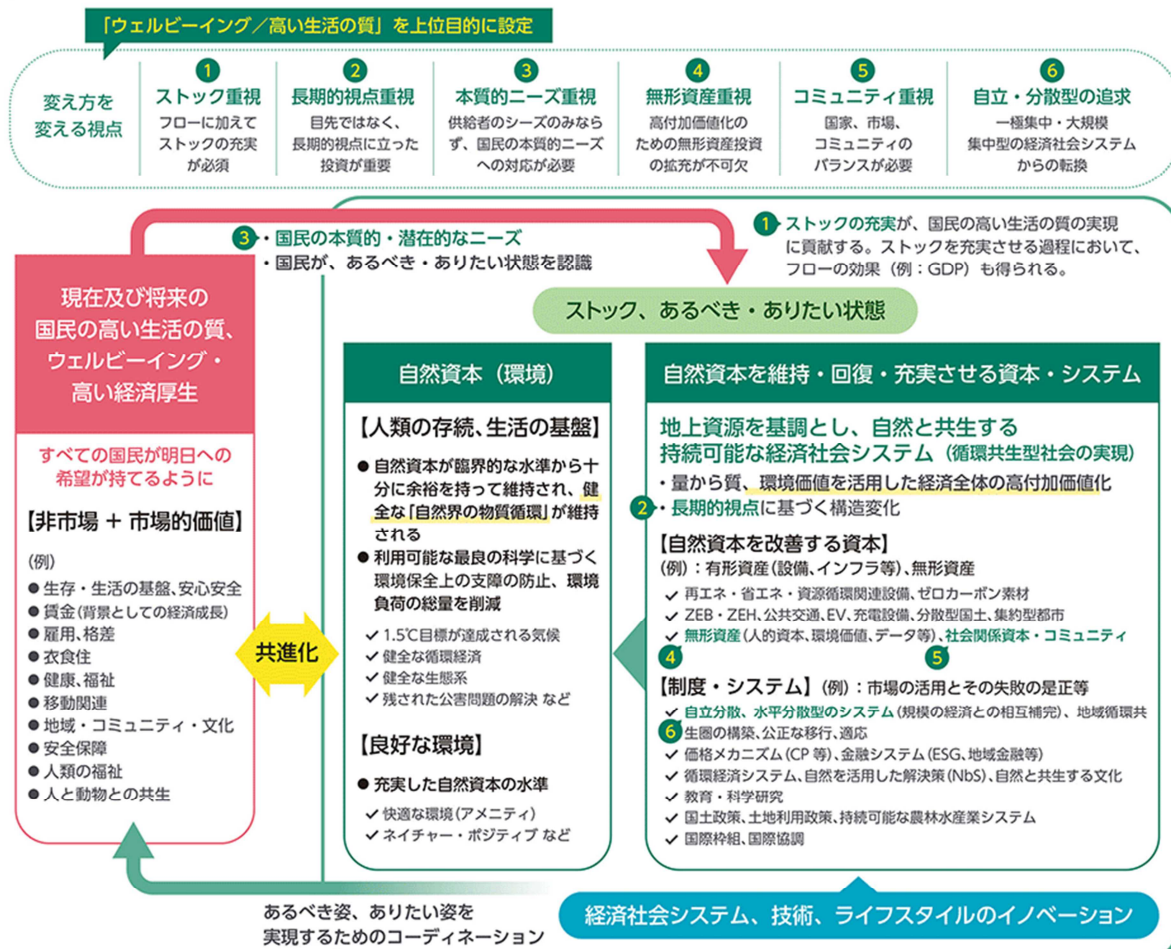 「ウェルビーイング／高い生活の質」を上位目的に設定
変え方を
変える視点
1
ストック重視
フローに加えて
ストックの充実
が必須
2
長期的視点重視
目先ではなく、
長期的視点に立った
投資が重要
3
本質的ニーズ重視
供給者のシーズのみなら
ず、国民の本質的ニーズ
への対応が必要
4
無形資産重視
高付加価値化の
ための無形資産投資
の拡充が不可欠
5
コミュニティ重視
国家、市場、
コミュニティの
バランスが必要
6
自立・分散型の追求
一極集中・大規模
集中型の経済社会システム
からの転換
3 ・国民の本質的・潜在的なニーズ
・国民が、あるべき・ありたい状態を認識
1 ストックの充実が、国民の高い生活の質の実現
に貢献する。ストックを充実させる過程において、
フローの効果（例：GDP）も得られる。
ストック、あるべき・ありたい状態
現在及び将来の
国民の高い生活の質、
ウェルビーイング・
高い経済厚生
すべての国民が明日への
希望が持てるように
【非市場 + 市場的価値】
(例)
● 生存・生活の基盤、安心安全
● 賃金(背景としての経済成長)
● 雇用、格差
● 衣食住
● 健康、福祉
● 移動関連
● 地域・コミュニティ・文化
● 安全保障
● 人類の福祉
● 人と動物との共生
共進化
自然資本（環境）
【人類の存続、生活の基盤】
● 自然資本が臨界的な水準から十
分に余裕を持って維持され、健
全な「自然界の物質循環」が維持
される
● 利用可能な最良の科学に基づく
環境保全上の支障の防止、環境
負荷の総量を削減
✓ 1.5℃目標が達成される気候
✓ 健全な循環経済
✓ 健全な生態系
✓ 残された公害問題の解決 など
【良好な環境】
● 充実した自然資本の水準
✓ 快適な環境（アメニティ）
✓ ネイチャー・ポジティブ など
自然資本を維持・回復・充実させる資本・システム
地上資源を基調とし、自然と共生する
持続可能な経済社会システム（循環共生型社会の実現）
・量から質、環境価値を活用した経済全体の高付加価値化
2 ・長期的視点に基づく構造変化
【自然資本を改善する資本】
(例)：有形資産（設備、インフラ等）、無形資産
✓ 再エネ・省エネ・資源循環関連設備、ゼロカーボン素材
✓ ZEB・ZEH、公共交通、EV、充電設備、分散型国土、集約型都市
✓ 無形資産(人的資本、環境価値、データ等)、社会関係資本・コミュニティ
4 5
【制度・システム】（例）：市場の活用とその失敗の是正等
✓ 自立分散、水平分散型のシステム（規模の経済との相互補完）、地域循環共
6 生圏の構築、公正な移行、適応
✓ 価格メカニズム（CP 等）、金融システム（ESG、地域金融等）
✓ 循環経済システム、自然を活用した解決策（NbS）、自然と共生する文化
✓ 教育・科学研究
✓ 国土政策、土地利用政策、持続可能な農林水産業システム
✓ 国際枠組、国際協調
あるべき姿、ありたい姿を
実現するためのコーディネーション
経済社会システム、技術、ライフスタイルのイノベーション